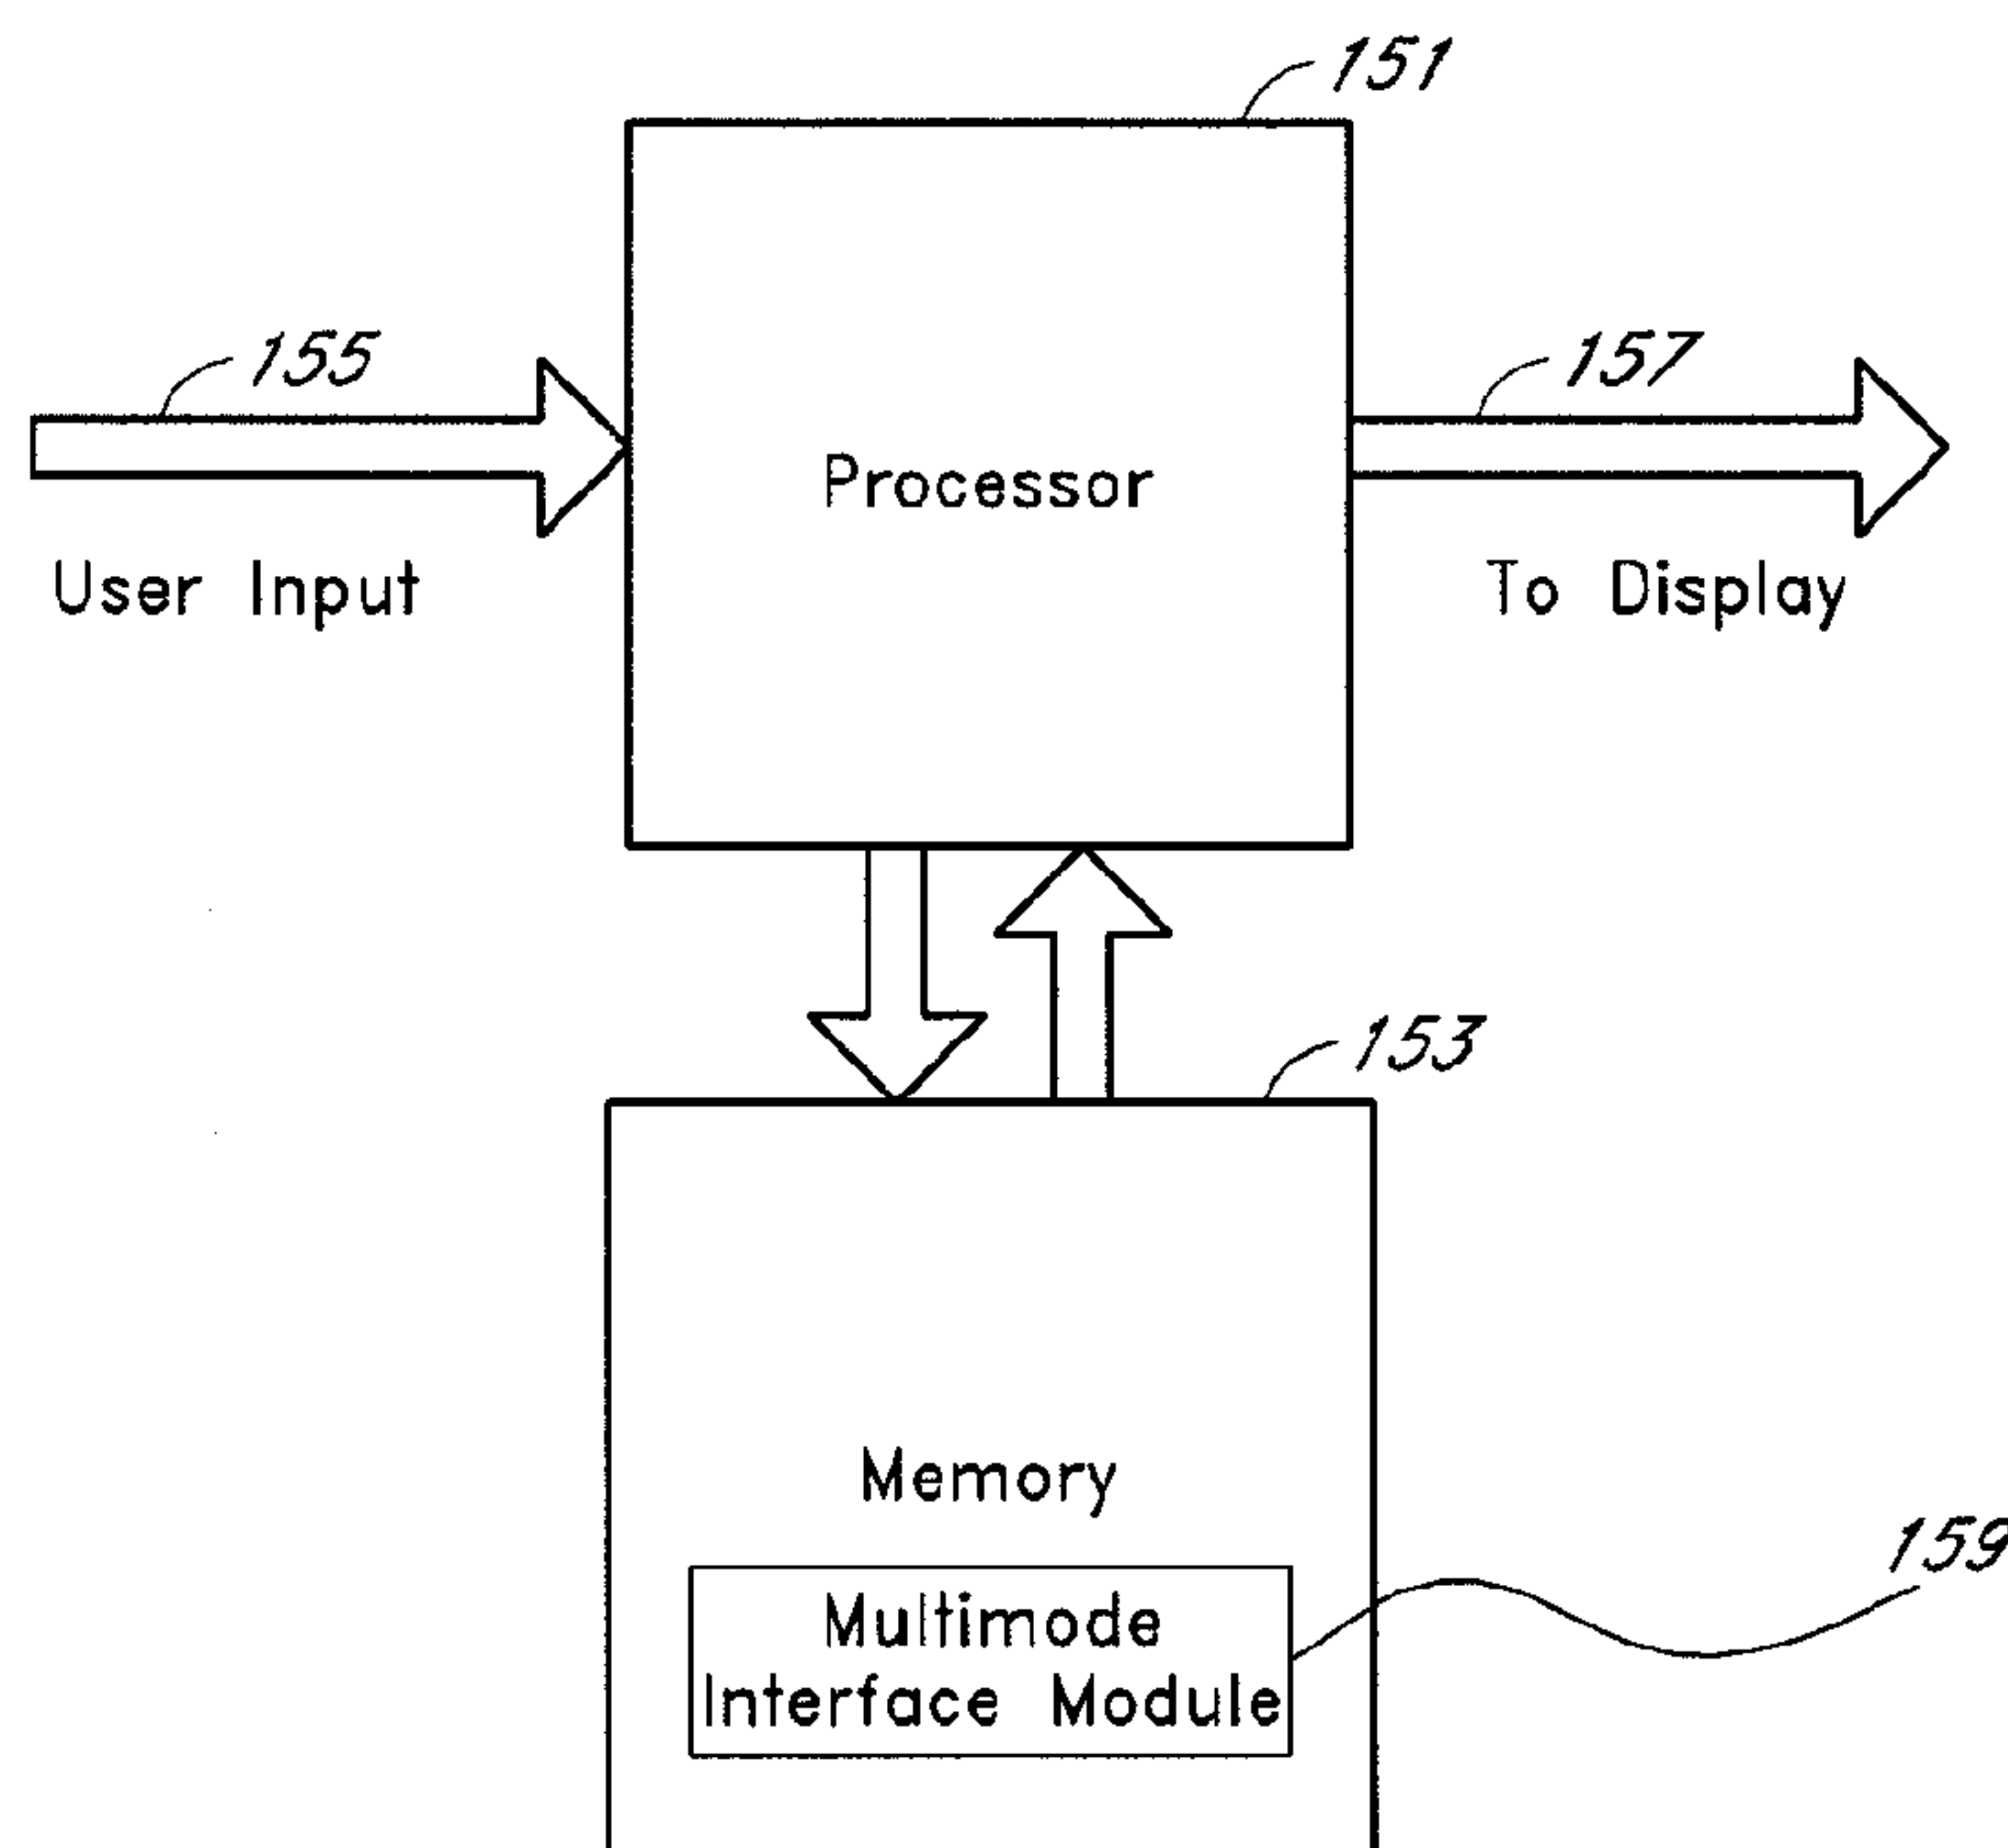 151
155
157
Processor
User Input
To Display
153
Memory
159
Multimode
Interface Module